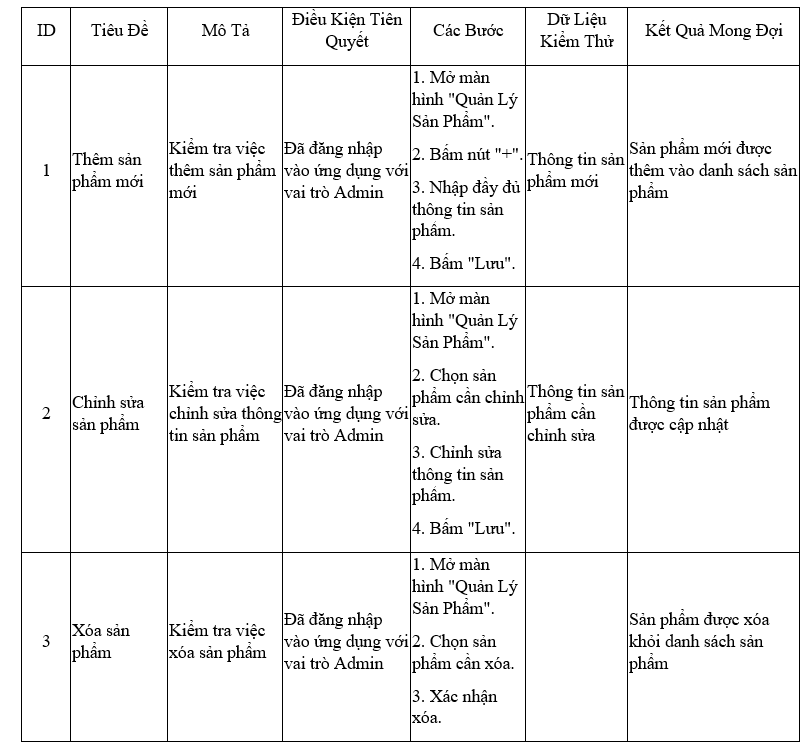 ID
Tiêu Đề
Mô Tả
Điều Kiện Tiên
Quyết
Các Bước
Dữ Liệu
Kiểm Thử
Kết Quả Mong Đợi
1
Thêm sản
phẩm mới
Kiểm tra việc
thêm sản phẩm
mới
Đã đăng nhập
vào ứng dụng với
vai trò Admin
1. Mở màn
hình "Quản Lý
Sản Phẩm".
2. Bấm nút "+".
3. Nhập đầy đủ
thông tin sản
phẩm.
4. Bấm "Lưu".
Thông tin sản
phẩm mới
Sản phẩm mới được
thêm vào danh sách sản
phẩm
2
Chỉnh sửa
sản phẩm
Kiểm tra việc
chỉnh sửa thông
tin sản phẩm
Đã đăng nhập
vào ứng dụng với
vai trò Admin
1. Mở màn
hình "Quản Lý
Sản Phẩm".
2. Chọn sản
phẩm cần chỉnh
sửa.
3. Chỉnh sửa
thông tin sản
phẩm.
4. Bấm "Lưu".
Thông tin sản
phẩm cần
chỉnh sửa
Thông tin sản phẩm
được cập nhật
3
Xóa sản
phẩm
Kiểm tra việc
xóa sản phẩm
Đã đăng nhập
vào ứng dụng với
vai trò Admin
1. Mở màn
hình "Quản Lý
Sản Phẩm".
2. Chọn sản
phẩm cần xóa.
3. Xác nhận
xóa.
Sản phẩm được xóa
khỏi danh sách sản
phẩm